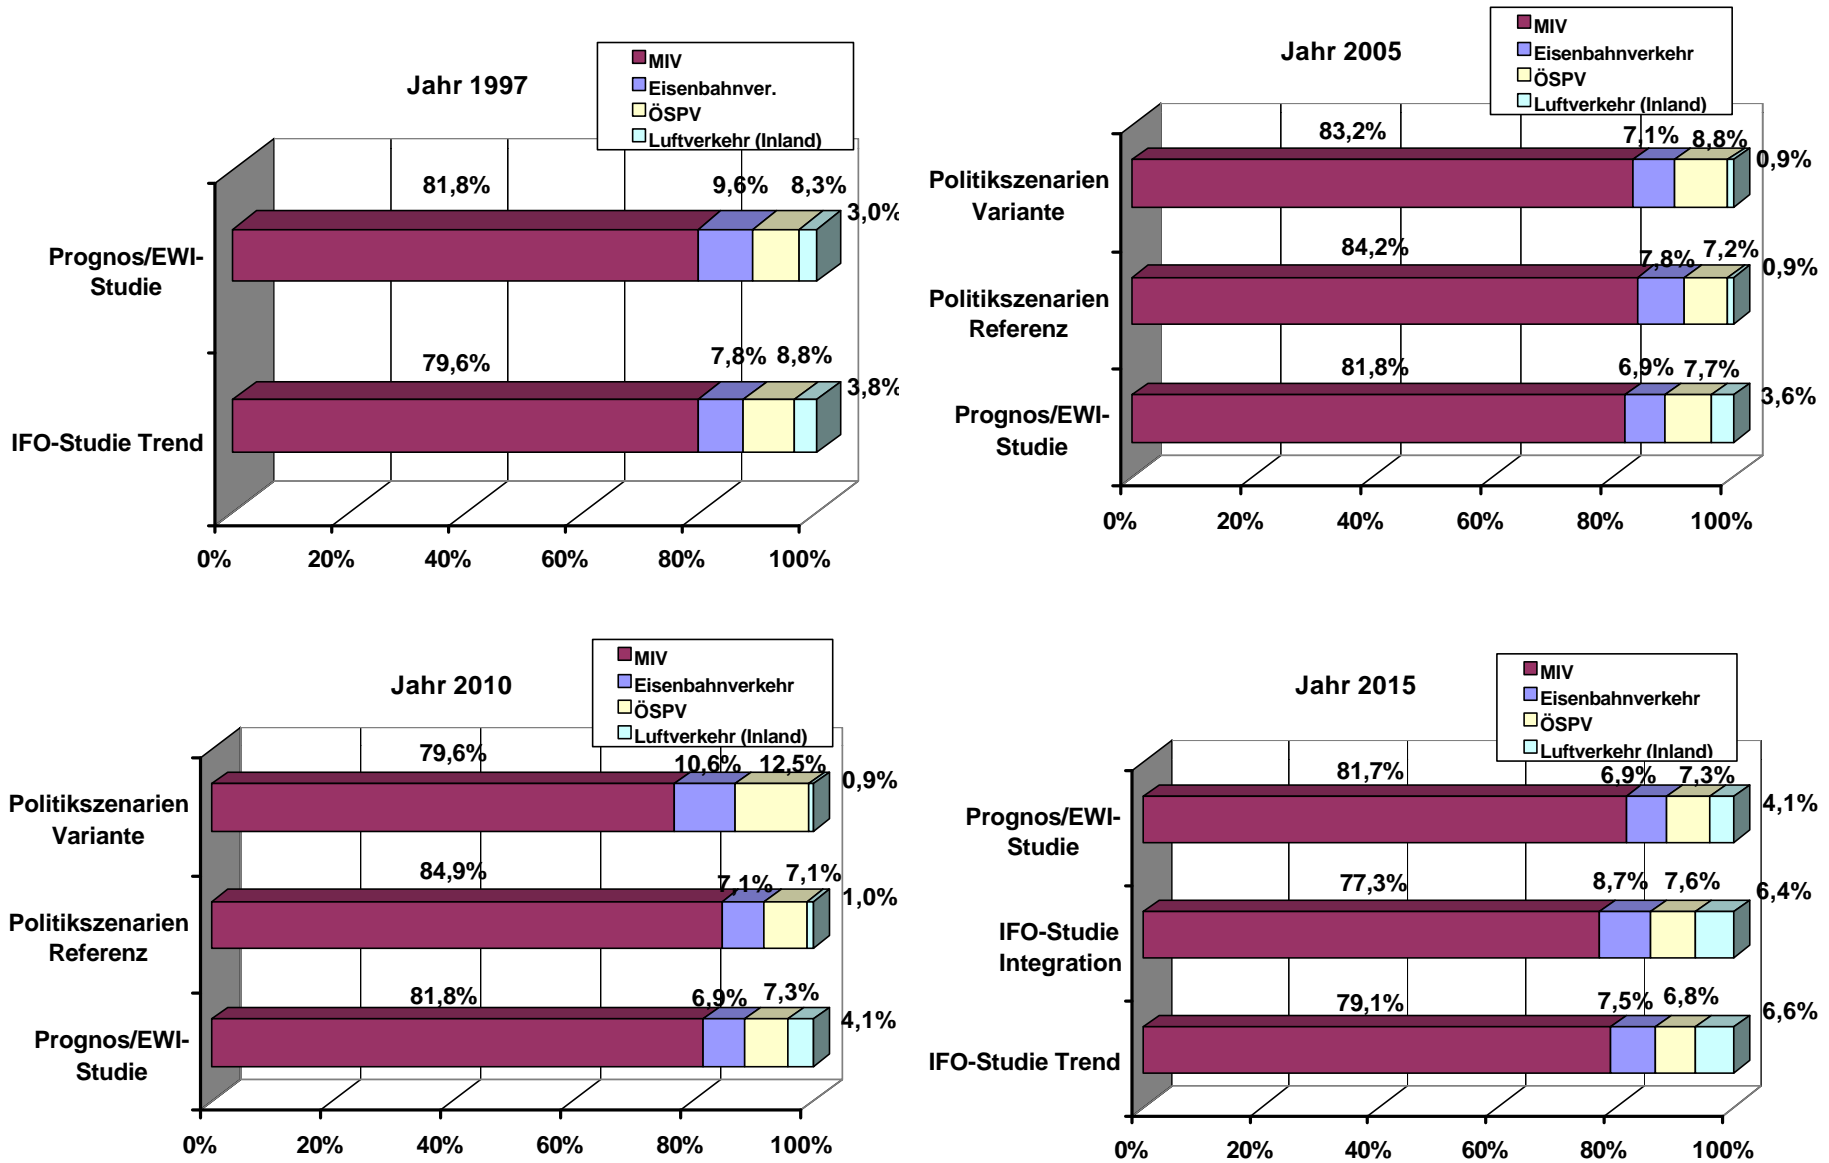 Jahr 1997
MIV
Eisenbahnver.
ÖSPV
Luftverkehr (Inland)
81,8%
9,6%
8,3%
3,0%
Prognos/EWI-
Studie
79,6%
7,8%
8,8%
3,8%
IFO-Studie Trend
0%
20%
40%
60%
80%
100%
Jahr 2005
MIV
Eisenbahnverkehr
ÖSPV
Luftverkehr (Inland)
83,2%
7,1%
8,8%
0,9%
Politikszenarien
Variante
84,2%
7,8%
7,2%
0,9%
Politikszenarien
Referenz
81,8%
6,9%
7,7%
3,6%
Prognos/EWI-
Studie
0%
20%
40%
60%
80%
100%
Jahr 2010
MIV
Eisenbahnverkehr
ÖSPV
Luftverkehr (Inland)
79,6%
10,6%
12,5%
0,9%
Politikszenarien
Variante
84,9%
7,1%
7,1%
1,0%
Politikszenarien
Referenz
81,8%
6,9%
7,3%
4,1%
Prognos/EWI-
Studie
0%
20%
40%
60%
80%
100%
Jahr 2015
MIV
Eisenbahnverkehr
ÖSPV
Luftverkehr (Inland)
81,7%
6,9%
7,3%
4,1%
Prognos/EWI-
Studie
77,3%
8,7%
7,6%
6,4%
IFO-Studie
Integration
79,1%
7,5%
6,8%
6,6%
IFO-Studie Trend
0%
20%
40%
60%
80%
100%